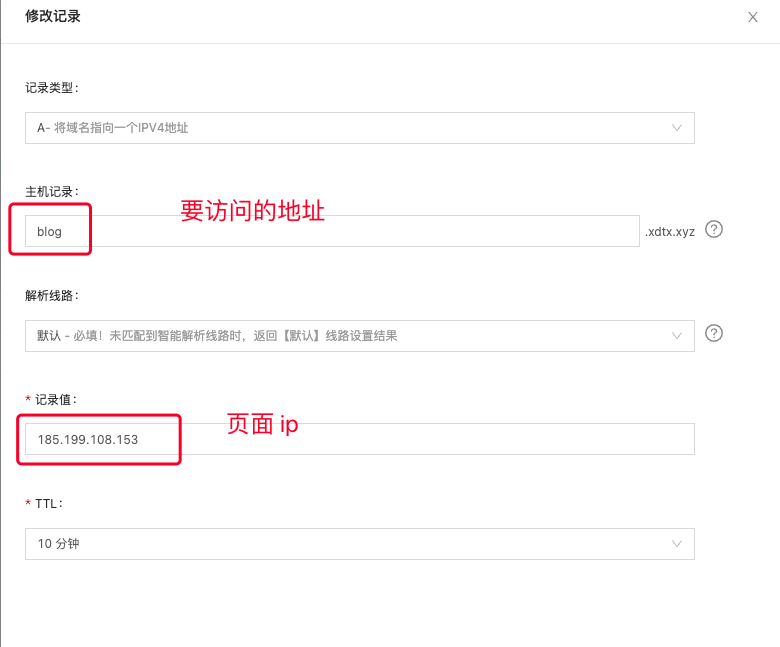 修改记录
记录类型：
A- 将域名指向一个IPV4地址
主机记录：
要访问的地址
blog
.xdtx.xyz
解析线路：
默认 - 必填！未匹配到智能解析线路时，返回【默认】线路设置结果
* 记录值：
页面 ip
185.199.108.153
* TTL：
10 分钟